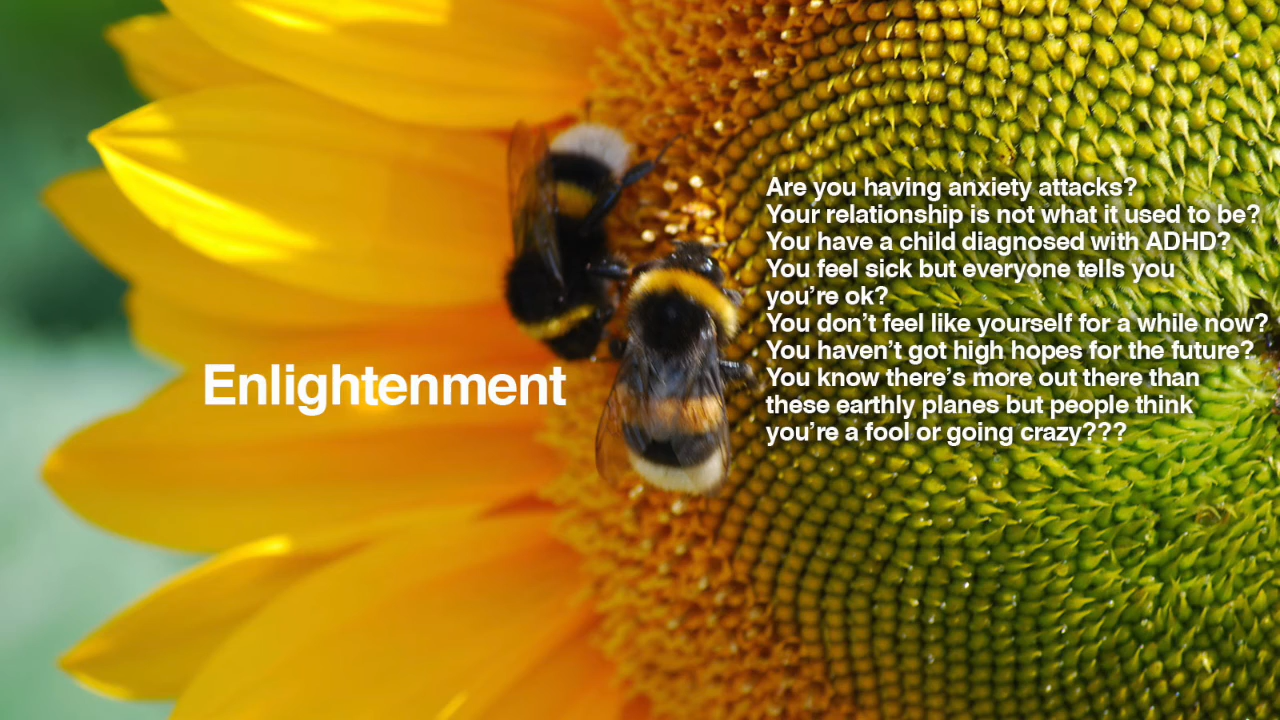 Enlightenment
Are you having anxiety attacks?
Your relationship is not what it used to be?
You have a child diagnosed with ADHD?
You feel sick but everyone tells you
you’re ok?
You don’t feel like yourself for a while now?
You haven’t got high hopes for the future?
You know there’s more out there than
these earthly planes but people think
you’re a fool or going crazy???